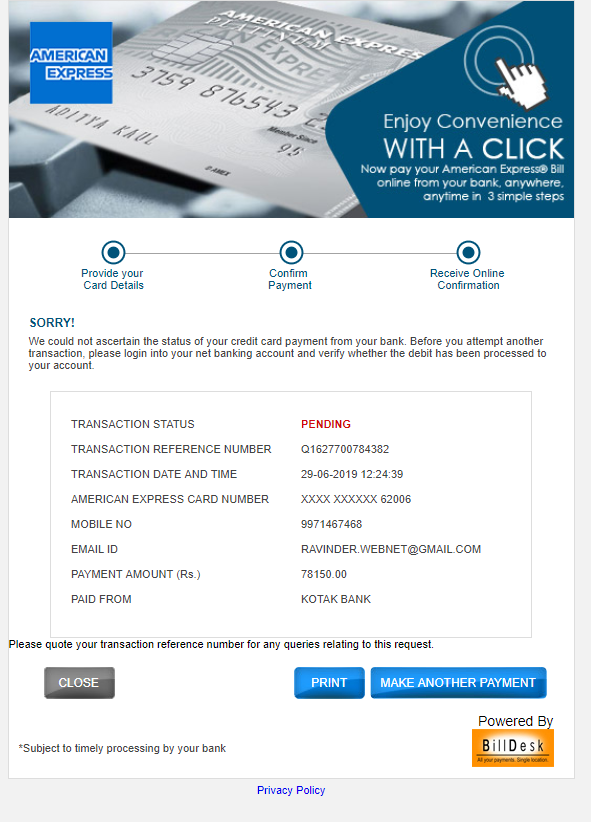 AMERICAN EXPRESS
PLATINUM
AMERICAN
EXPRESS
3759 876543 2
Member Since
95
ADITYA KAUL
Enjoy Convenience
WITH A CLICK
Now pay your American Express® Bill
online from your bank, anywhere,
anytime in 3 simple steps
Provide your
Card Details
Confirm
Payment
Receive Online
Confirmation
SORRY!
We could not ascertain the status of your credit card payment from your bank. Before you attempt another
transaction, please login into your net banking account and verify whether the debit has been processed to
your account.
TRANSACTION STATUS PENDING
TRANSACTION REFERENCE NUMBER Q1627700784382
TRANSACTION DATE AND TIME 29-06-2019 12:24:39
AMERICAN EXPRESS CARD NUMBER XXXX XXXXXX 62006
MOBILE NO 9971467468
EMAIL ID RAVINDER.WEBNET@GMAIL.COM
PAYMENT AMOUNT (Rs.) 78150.00
PAID FROM KOTAK BANK
Please quote your transaction reference number for any queries relating to this request.
CLOSE PRINT MAKE ANOTHER PAYMENT
Powered By
BillDesk
All your payments. Single location.
*Subject to timely processing by your bank
Privacy Policy